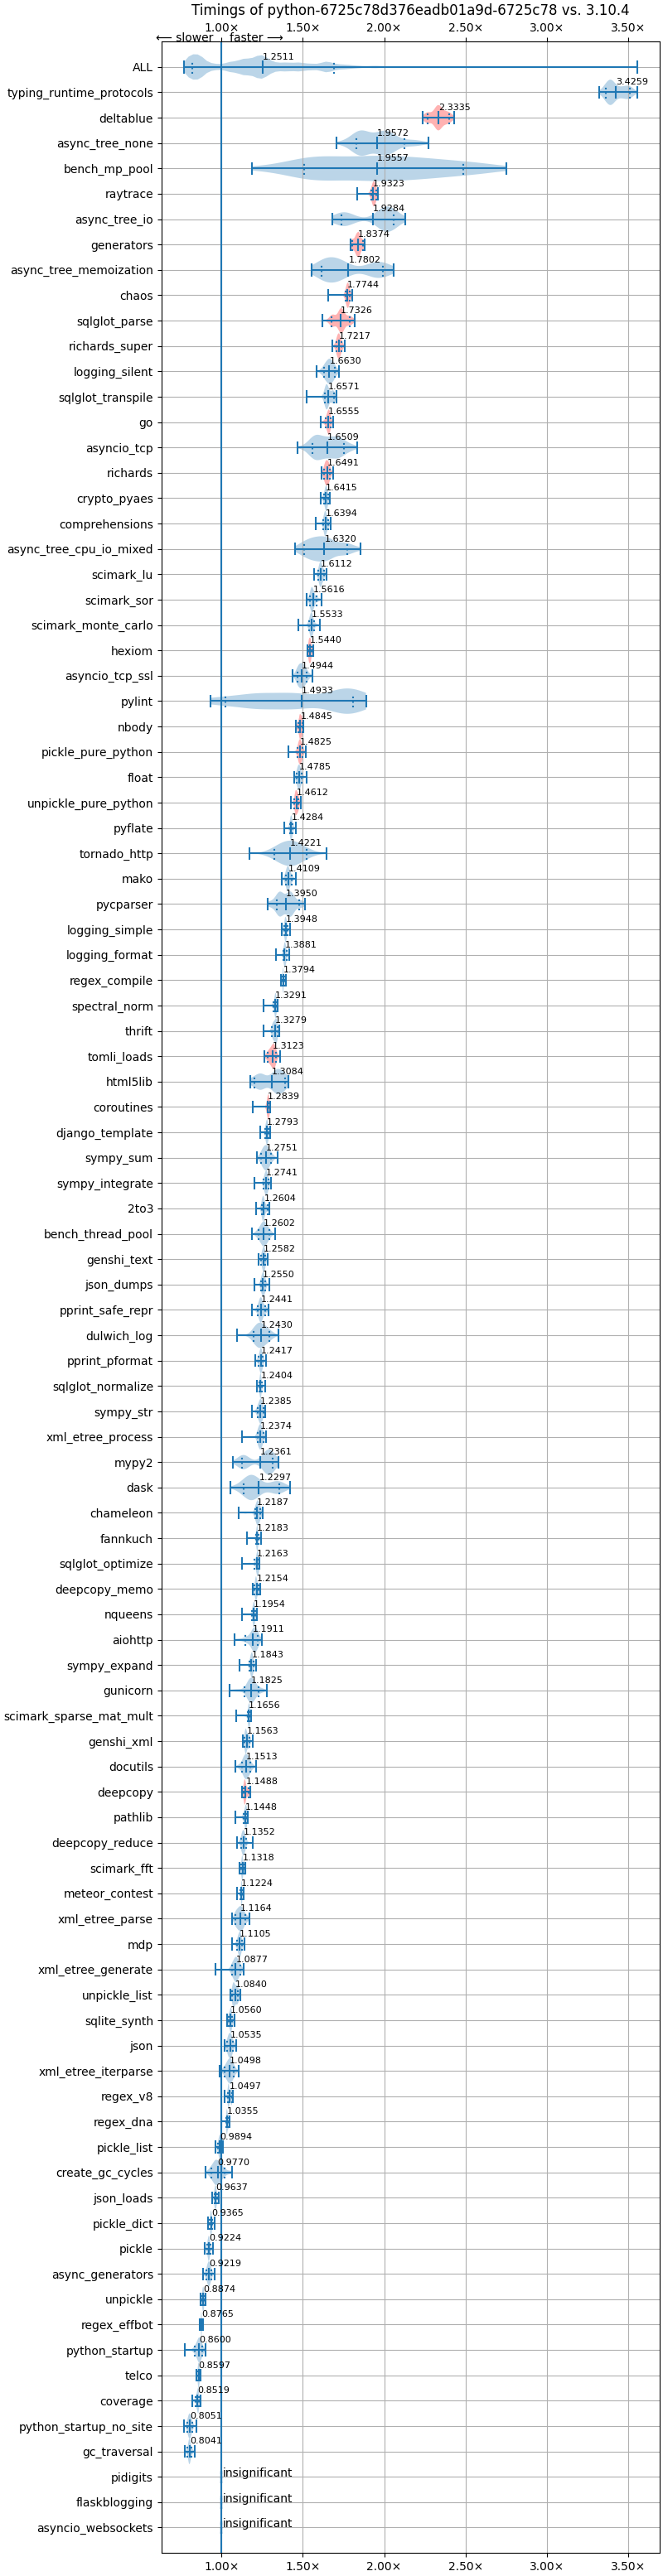 Timings of python-6725c78d376eadb01a9d-6725c78 vs. 3.10.4
1.00× 1.50× 2.00× 2.50× 3.00× 3.50×
⟵ slower faster ⟶
ALL 1.2511
typing_runtime_protocols 3.4259
deltablue 2.3335
async_tree_none 1.9572
bench_mp_pool 1.9557
raytrace 1.9323
async_tree_io 1.9284
generators 1.8374
async_tree_memoization 1.7802
chaos 1.7744
sqlglot_parse 1.7326
richards_super 1.7217
logging_silent 1.6630
sqlglot_transpile 1.6571
go 1.6555
asyncio_tcp 1.6509
richards 1.6491
crypto_pyaes 1.6415
comprehensions 1.6394
async_tree_cpu_io_mixed 1.6320
scimark_lu 1.6112
scimark_sor 1.5616
scimark_monte_carlo 1.5533
hexiom 1.5440
asyncio_tcp_ssl 1.4944
pylint 1.4933
nbody 1.4845
pickle_pure_python 1.4825
float 1.4785
unpickle_pure_python 1.4612
pyflate 1.4284
tornado_http 1.4221
mako 1.4109
pycparser 1.3950
logging_simple 1.3948
logging_format 1.3881
regex_compile 1.3794
spectral_norm 1.3291
thrift 1.3279
tomli_loads 1.3123
html5lib 1.3084
coroutines 1.2839
django_template 1.2793
sympy_sum 1.2751
sympy_integrate 1.2741
2to3 1.2604
bench_thread_pool 1.2602
genshi_text 1.2582
json_dumps 1.2550
pprint_safe_repr 1.2441
dulwich_log 1.2430
pprint_pformat 1.2417
sqlglot_normalize 1.2404
sympy_str 1.2385
xml_etree_process 1.2374
mypy2 1.2361
dask 1.2297
chameleon 1.2187
fannkuch 1.2183
sqlglot_optimize 1.2163
deepcopy_memo 1.2154
nqueens 1.1954
aiohttp 1.1911
sympy_expand 1.1843
gunicorn 1.1825
scimark_sparse_mat_mult 1.1656
genshi_xml 1.1563
docutils 1.1513
deepcopy 1.1488
pathlib 1.1448
deepcopy_reduce 1.1352
scimark_fft 1.1318
meteor_contest 1.1224
xml_etree_parse 1.1164
mdp 1.1105
xml_etree_generate 1.0877
unpickle_list 1.0840
sqlite_synth 1.0560
json 1.0535
xml_etree_iterparse 1.0498
regex_v8 1.0497
regex_dna 1.0355
pickle_list 0.9894
create_gc_cycles 0.9770
json_loads 0.9637
pickle_dict 0.9365
pickle 0.9224
async_generators 0.9219
unpickle 0.8874
regex_effbot 0.8765
python_startup 0.8600
telco 0.8597
coverage 0.8519
python_startup_no_site 0.8051
gc_traversal 0.8041
pidigits insignificant
flaskblogging insignificant
asyncio_websockets insignificant
1.00× 1.50× 2.00× 2.50× 3.00× 3.50×